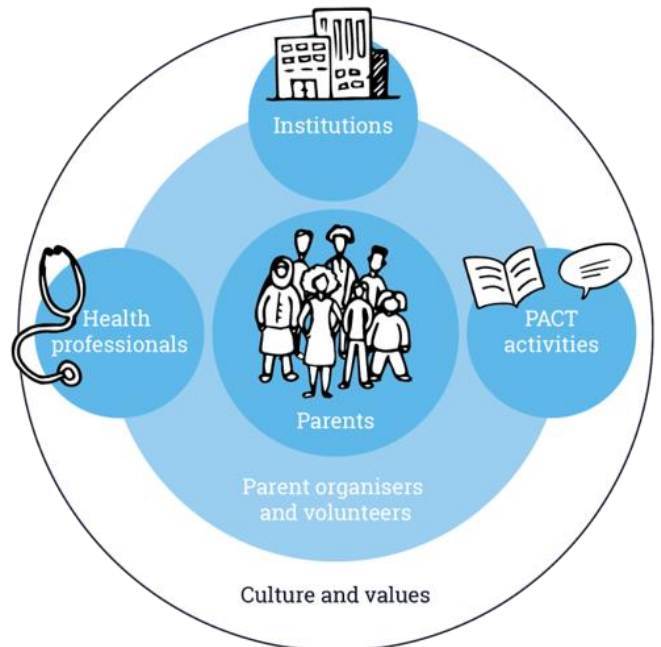 Institutions
Health
professionals
PACT
activities
Parents
Parent organisers
and volunteers
Culture and values